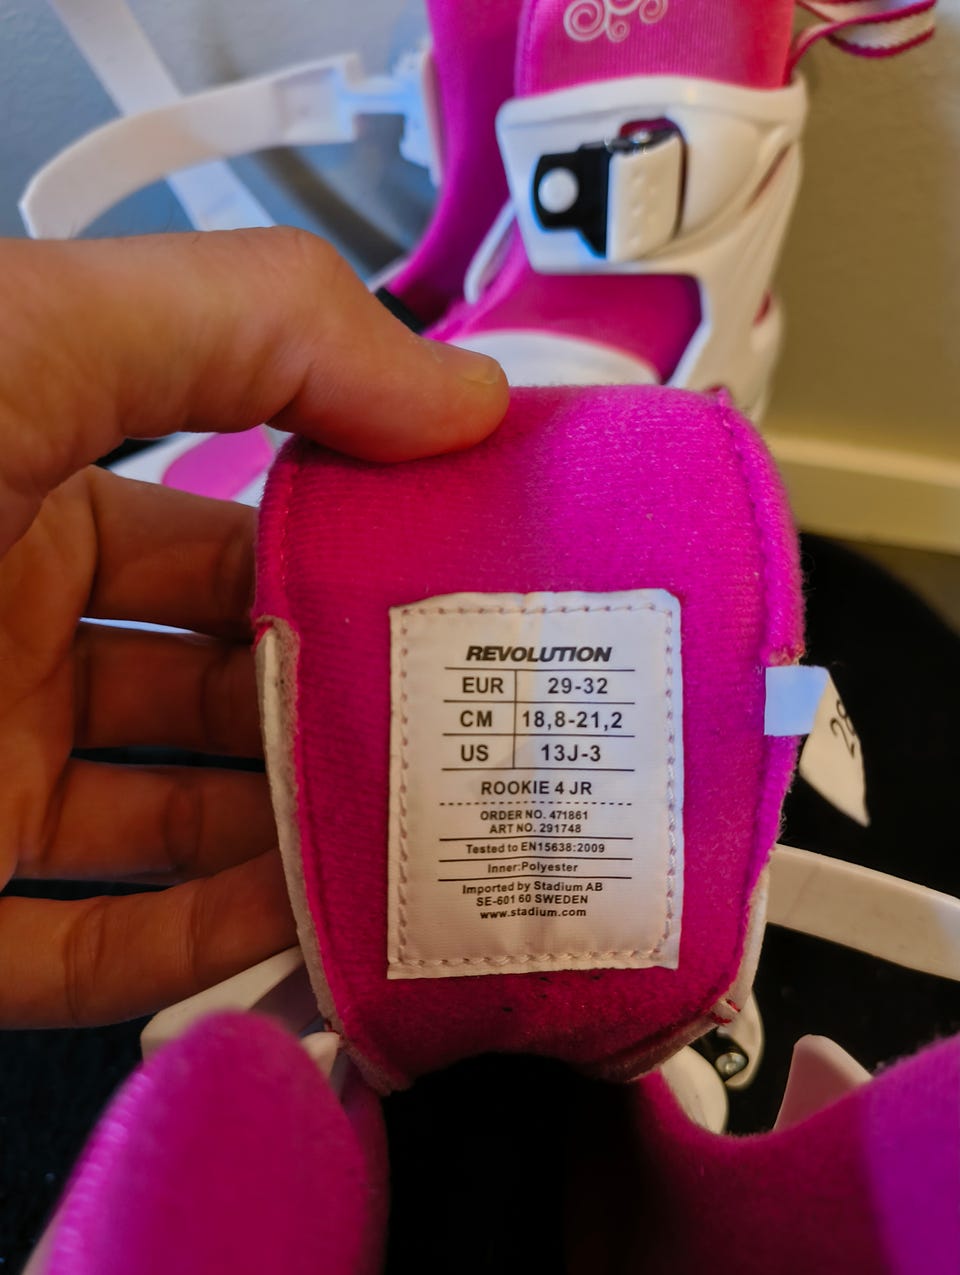 REVOLUTION
EUR 29-32
CM 18,8-21,2
US 13J-3
ROOKIE 4 JR
ORDER NO. 471861
ART NO. 291748
Tested to EN15638:2009
Inner:Polyester
Imported by Stadium AB
SE-601 60 SWEDEN
www.stadium.com
28